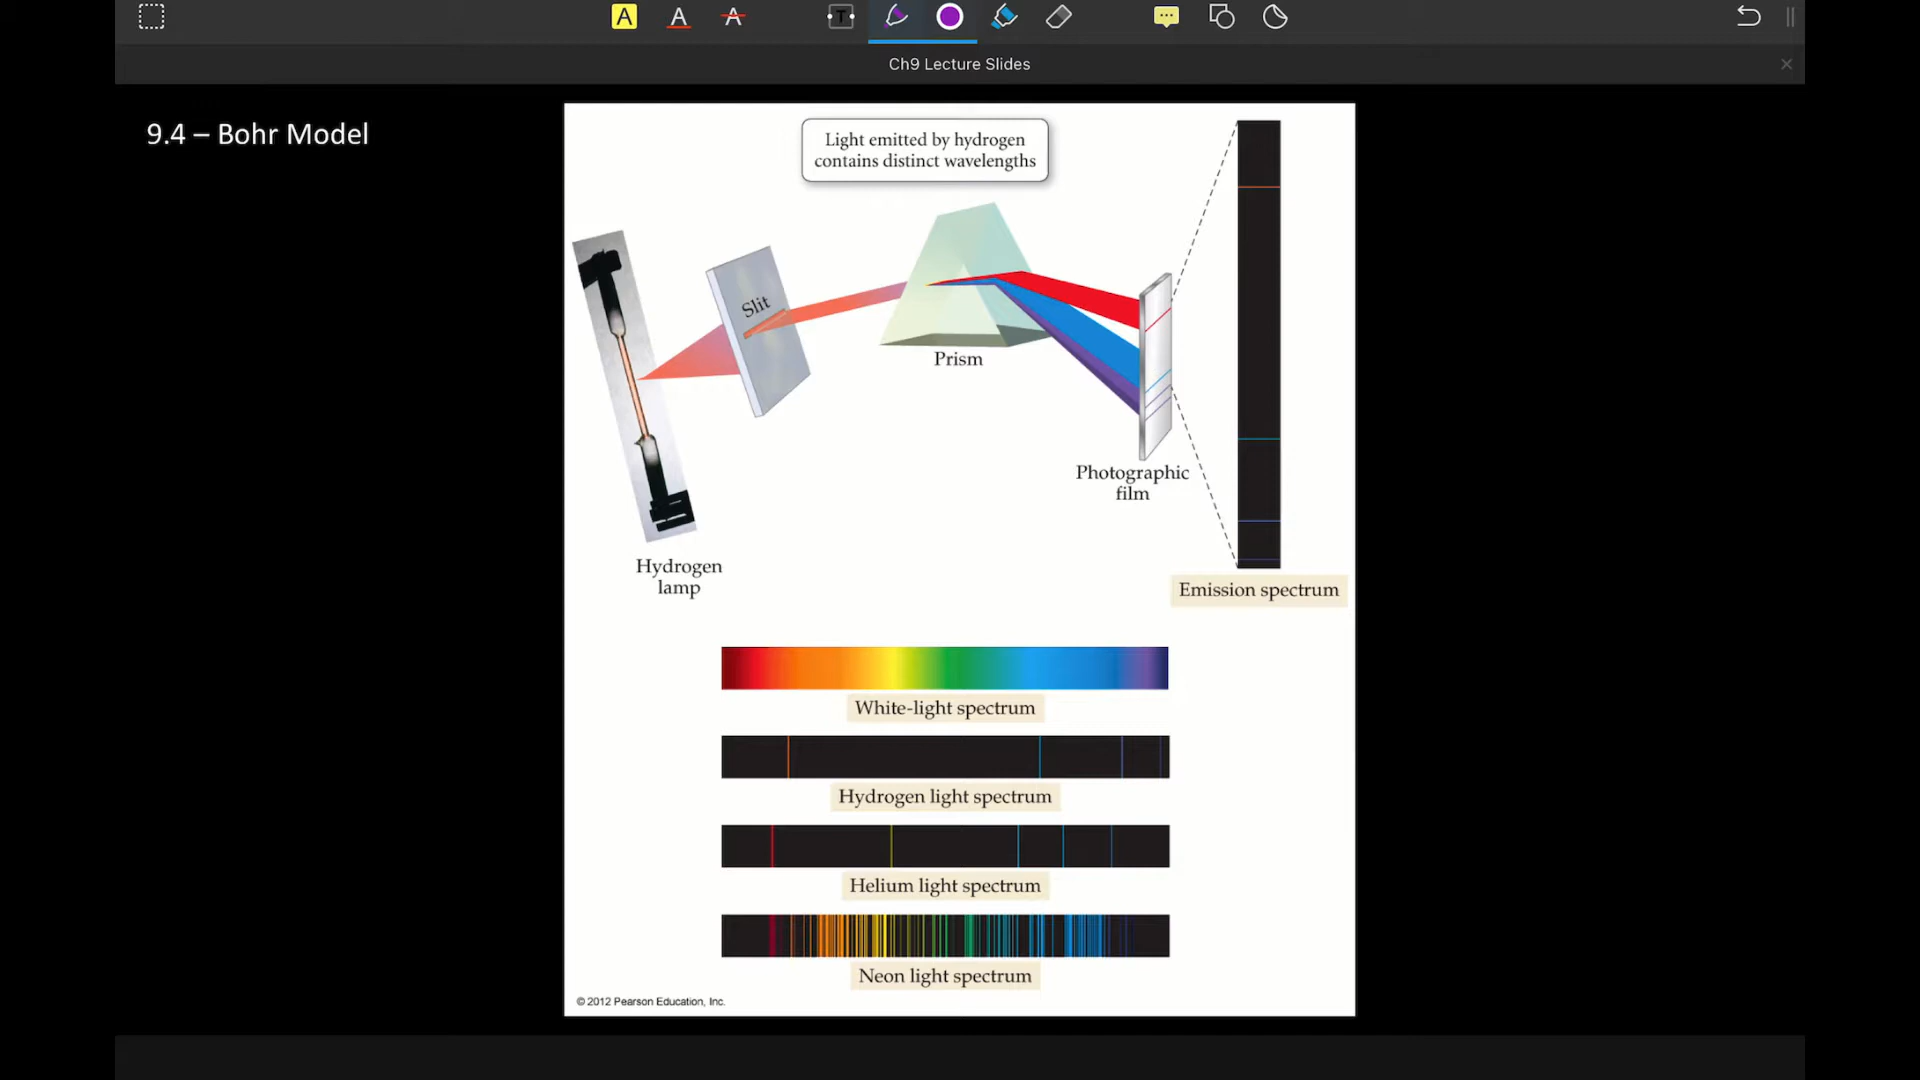 A A A T
Ch9 Lecture Slides
9.4 – Bohr Model
Light emitted by hydrogen
contains distinct wavelengths
Slit
Prism
Photographic
film
Hydrogen
lamp
Emission spectrum
White-light spectrum
Hydrogen light spectrum
Helium light spectrum
Neon light spectrum
© 2012 Pearson Education, Inc.